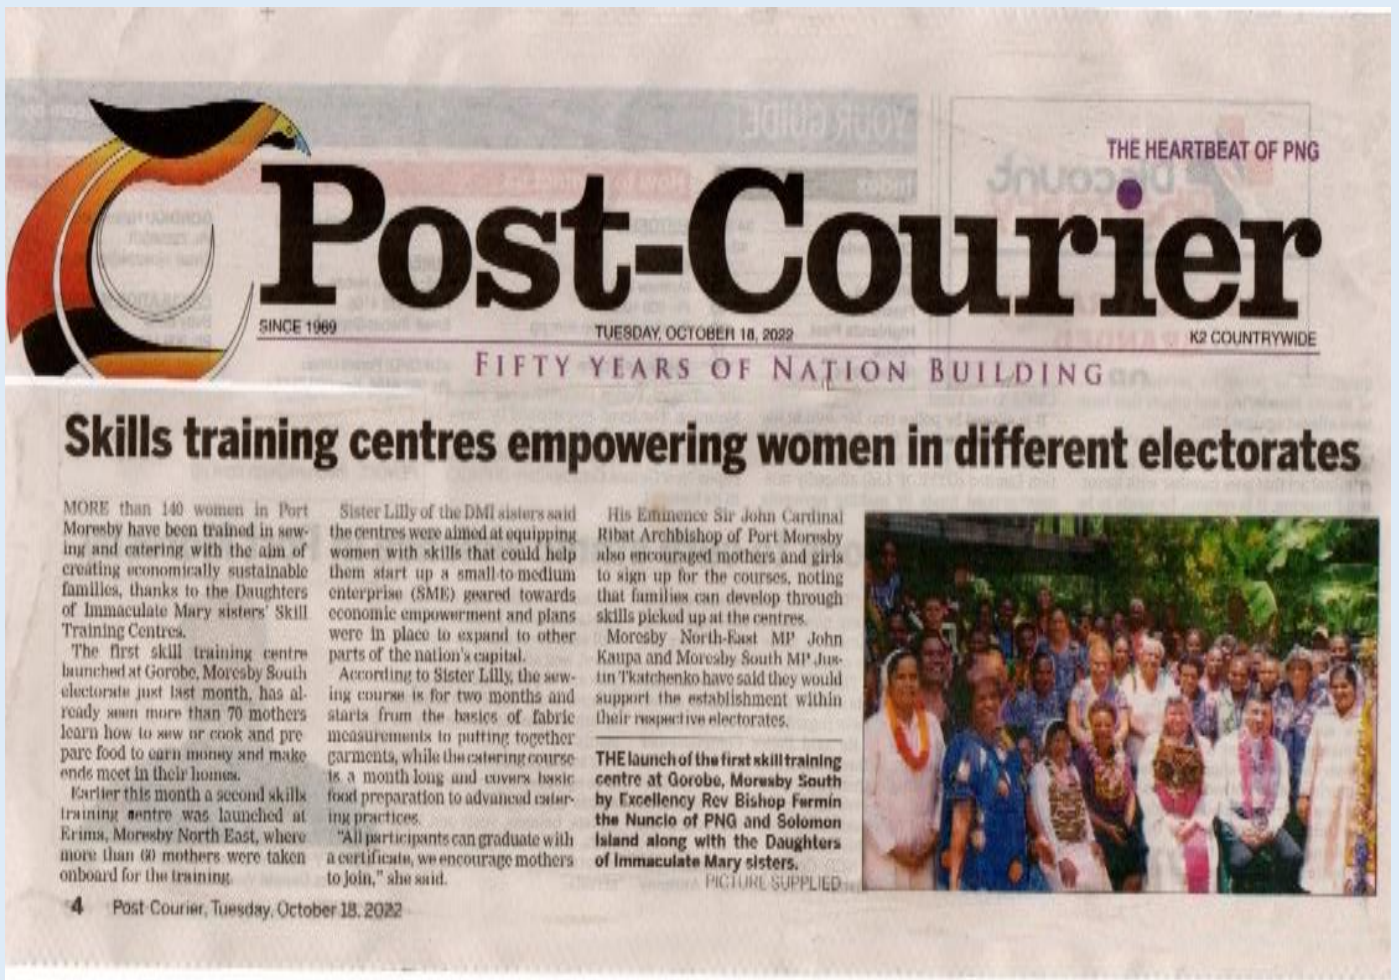 THE HEARTBEAT OF PNG
Post-Courier
SINCE 1969
TUESDAY, OCTOBER 18, 2022
K2 COUNTRYWIDE
FIFTY YEARS OF NATION BUILDING
Skills training centres empowering women in different electorates
MORE than 140 women in Port
Moresby have been trained in sew-
ing and catering with the aim of
creating economically sustainable
families, thanks to the Daughters
of Immaculate Mary sisters' Skill
Training Centres.
The first skill training centre
launched at Gorobe, Moresby South
electorate just last month, has al-
ready seen more than 70 mothers
learn how to sew or cook and pre
pare food to earn money and make
ends meet in their homes.
Earlier this month a second skills
training centre was launched at
Erima, Moresby North East, where
more than 60 mothers were taken
onboard for the training.
Sister Lilly of the DMI sisters said
the centres were aimed at equipping
women with skills that could help
them start up a small-to-medium
enterprise (SME) geared towards
economic empowerment and plans
were in place to expand to other
parts of the nation's capital.
According to Sister Lilly, the sew-
ing course is for two months and
starts from the basics of fabric
measurements to putting together
garments, while the catering course
is a month long and covers basic
food preparation to advanced cater-
ing practices.
"All participants can graduate with
a certificate, we encourage mothers
to join," she said.
His Eminence Sir John Cardinal
Ribat Archbishop of Port Moresby
also encouraged mothers and girls
to sign up for the courses, noting
that families can develop through
skills picked up at the centres.
Moresby North-East MP John
Kaupa and Moresby South MP Jus-
tin Tkatchenko have said they would
support the establishment within
their respective electorates.
THE launch of the first skill training
centre at Gorobe, Moresby South
by Excellency Rev Bishop Fermin
the Nuncio of PNG and Solomon
Island along with the Daughters
of Immaculate Mary sisters.
PICTURE SUPPLIED
4 Post-Courier, Tuesday, October 18, 2022